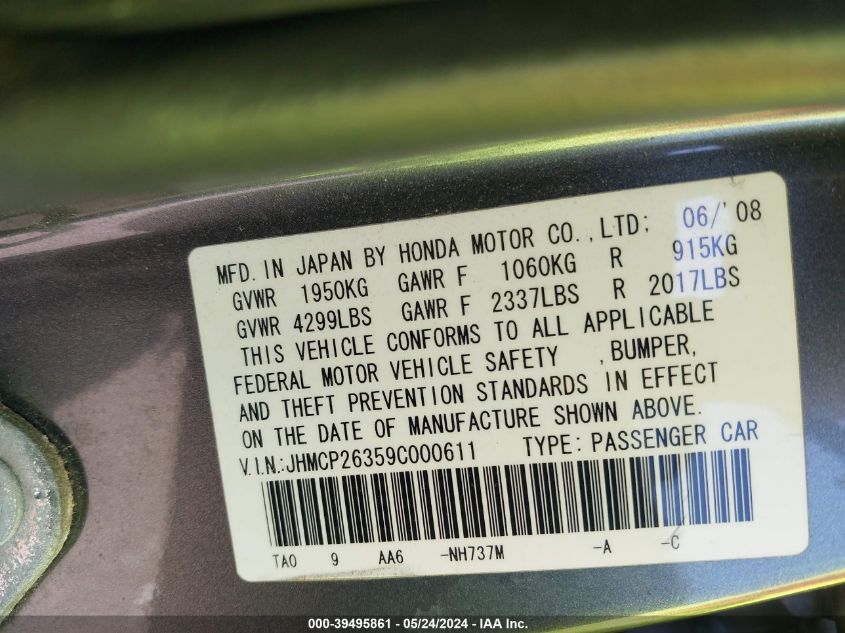 MFD. IN JAPAN BY HONDA MOTOR CO.,LTD; 06/'08
GVWR 1950KG GAWR F 1060KG R 915KG
GVWR 4299LBS GAWR F 2337LBS R 2017LBS
THIS VEHICLE CONFORMS TO ALL APPLICABLE
FEDERAL MOTOR VEHICLE SAFETY ,BUMPER,
AND THEFT PREVENTION STANDARDS IN EFFECT
ON THE DATE OF MANUFACTURE SHOWN ABOVE.
V.I.N.:JHMCP26359C000611 TYPE: PASSENGER CAR
TA0 9 AA6 -NH737M -A -C
000-39495861 - 05/24/2024 - IAA Inc.